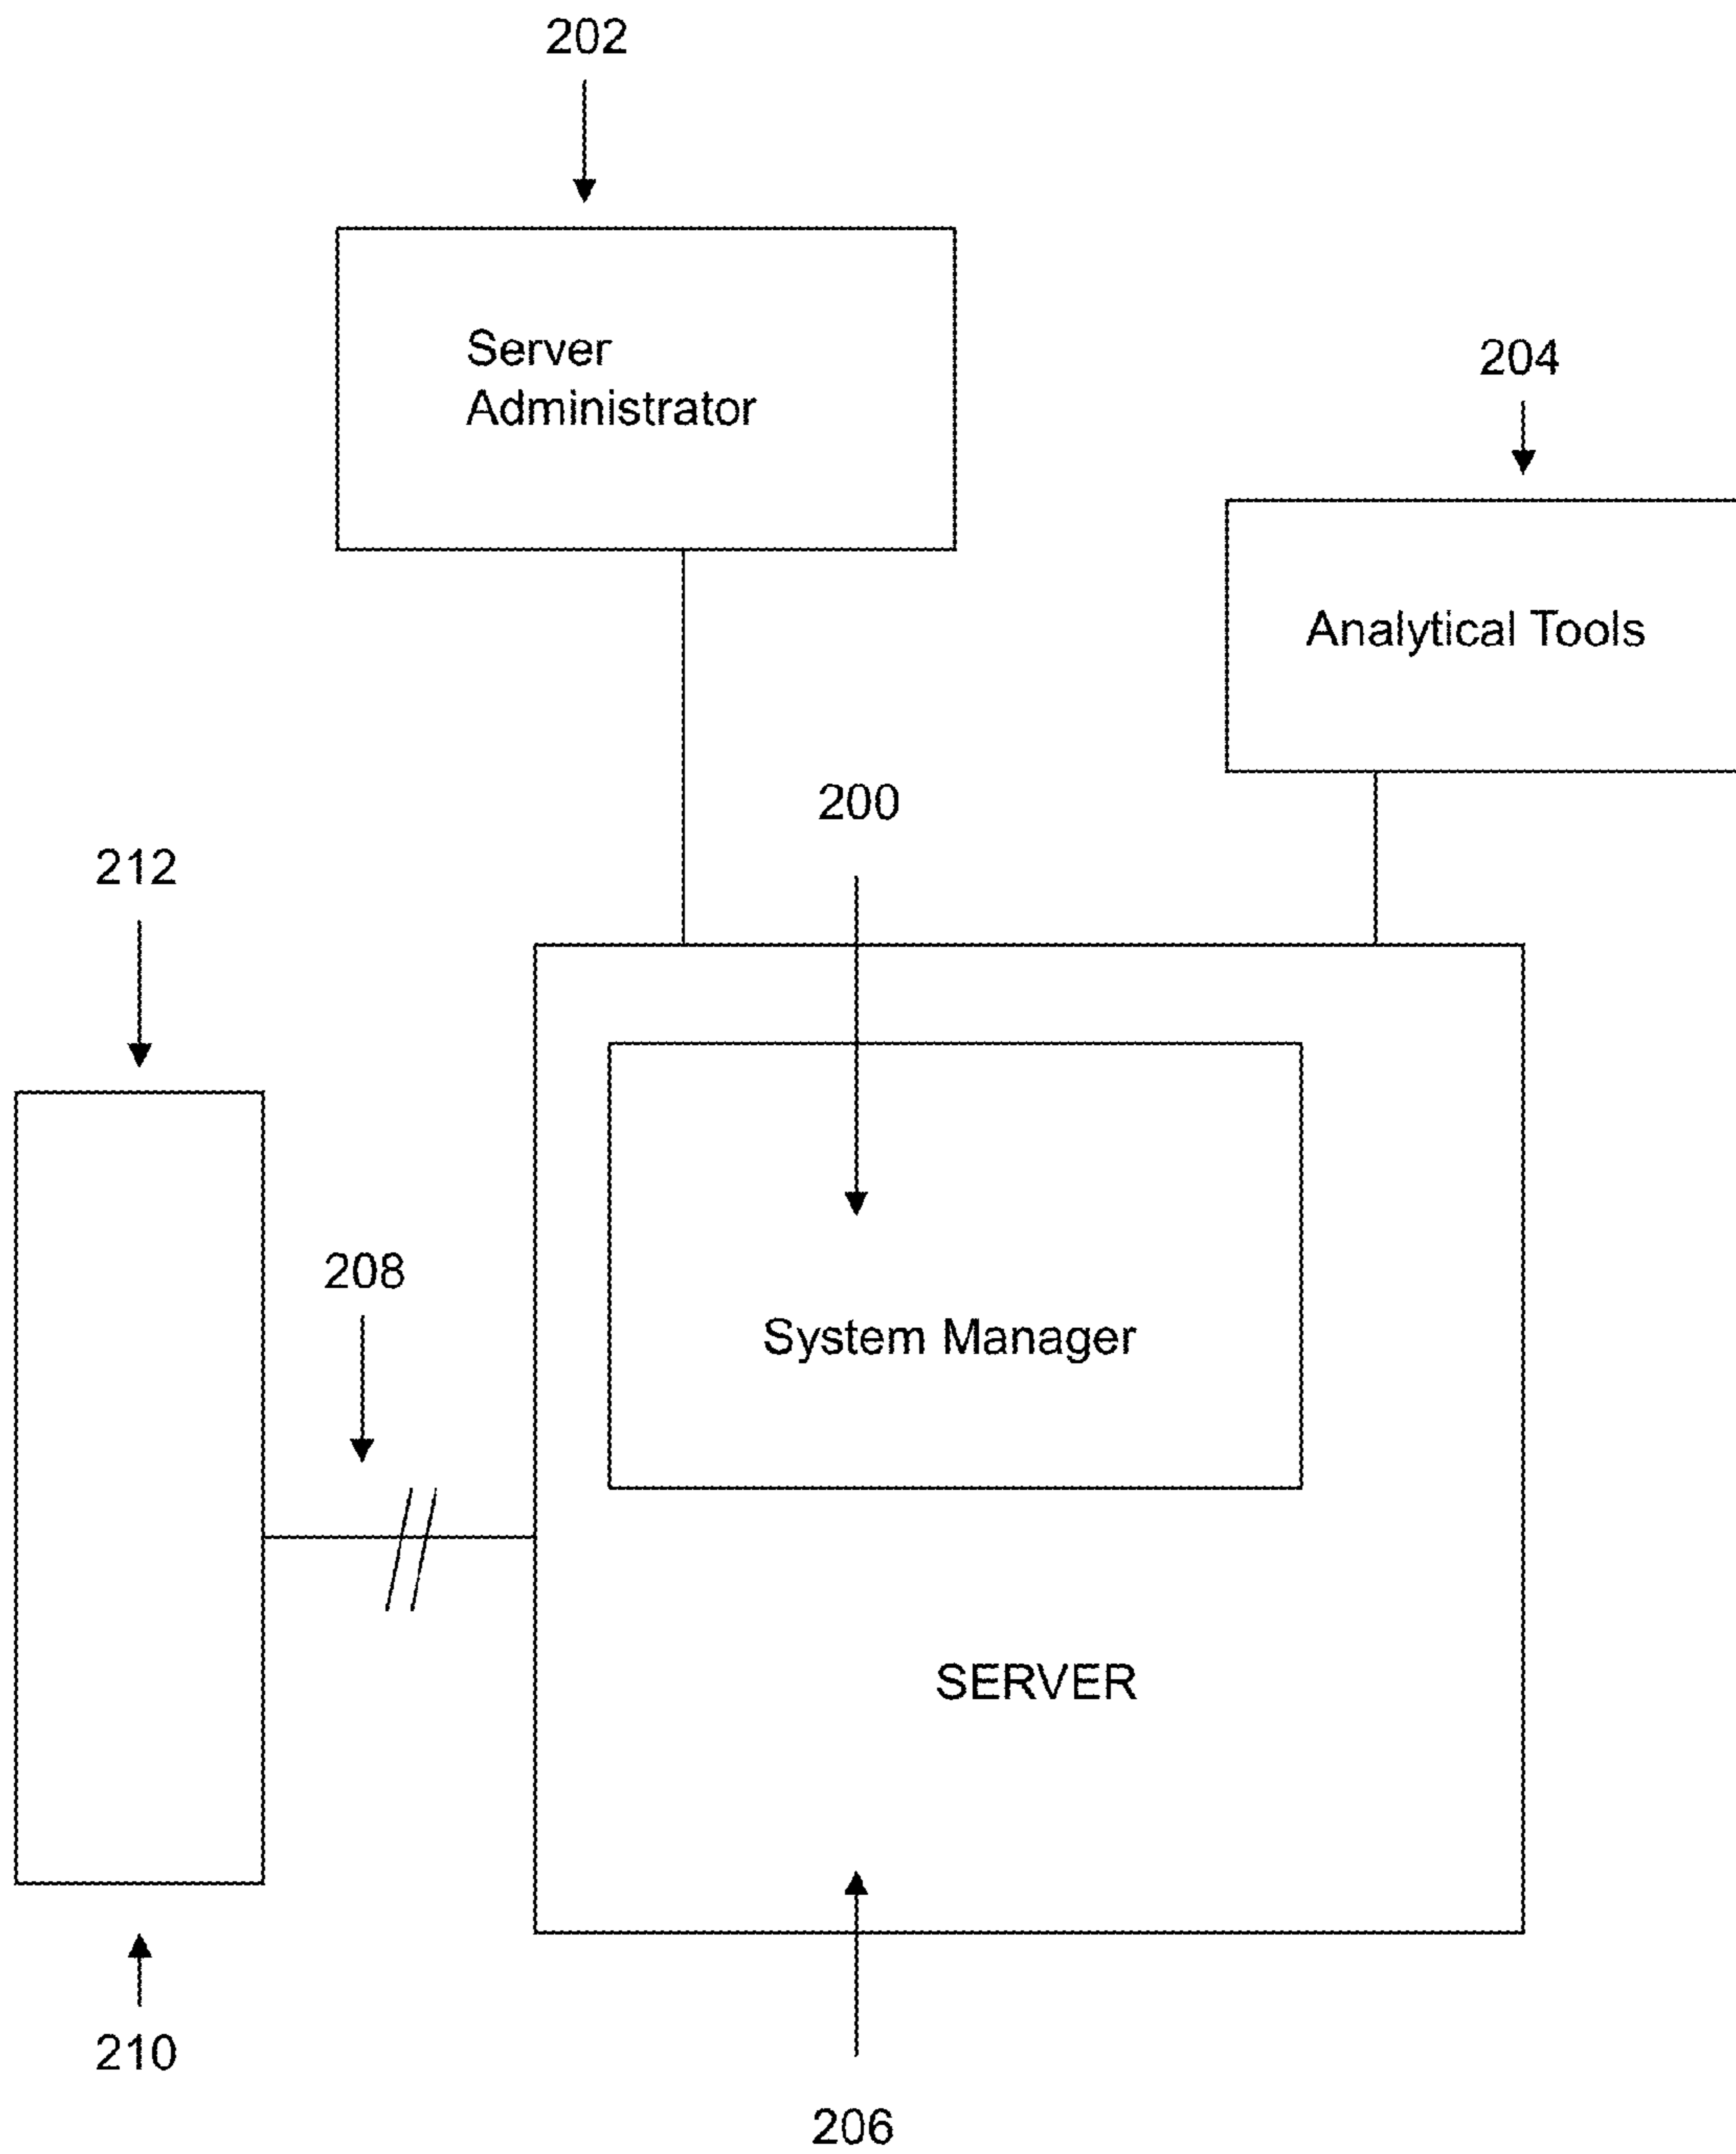 202
Server
Administrator
204
Analytical Tools
200
212
208
System Manager
SERVER
210
206